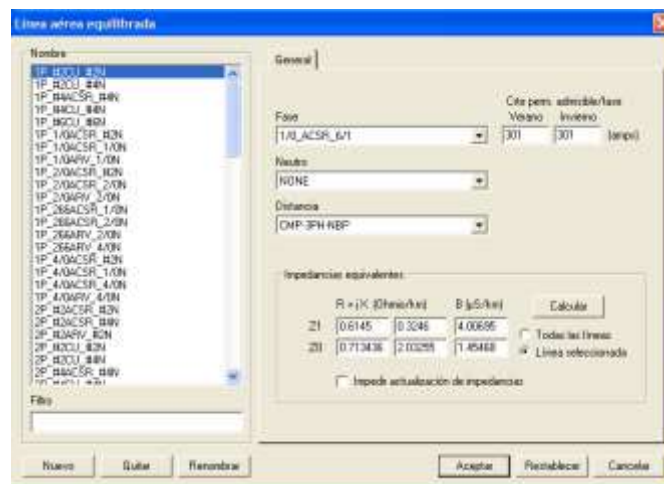 Línea aérea equilibrada
Nombre
1P_#2CU_#2N
1P_#2CU_#4N
1P_#4ACSR_#4N
1P_#4CU_#4N
1P_#6CU_#6N
1P_1/0ACSR_#2N
1P_1/0ACSR_1/0N
1P_1/0ARV_1/0N
1P_2/0ACSR_#2N
1P_2/0ACSR_2/0N
1P_2/0ARV_2/0N
1P_266ACSR_1/0N
1P_266ACSR_2/0N
1P_266ARV_2/0N
1P_266ARV_4/0N
1P_4/0ACSR_#2N
1P_4/0ACSR_1/0N
1P_4/0ACSR_4/0N
1P_4/0ARV_4/0N
2P_#2ACSR_#2N
2P_#2ACSR_#4N
2P_#2ARV_#2N
2P_#2CU_#2N
2P_#2CU_#4N
2P_#4ACSR_#4N
Filtro
Nuevo
Quitar
Renombrar
General
Crte perm. admisible/fase
Fase
Verano
Invierno
1/0_ACSR_6/1
301
301
(amps)
Neutro
NONE
Distancia
CMP-3PH-NBP
Impedancias equivalentes
R + jX (Ohmio/km)
B (µS/km)
Calcular
Z1
0.6145
0.3246
4.00695
Todas las líneas
Z0
0.713436
2.03255
1.45468
Línea seleccionada
Impedir actualización de impedancias
Aceptar
Restablecer
Cancelar